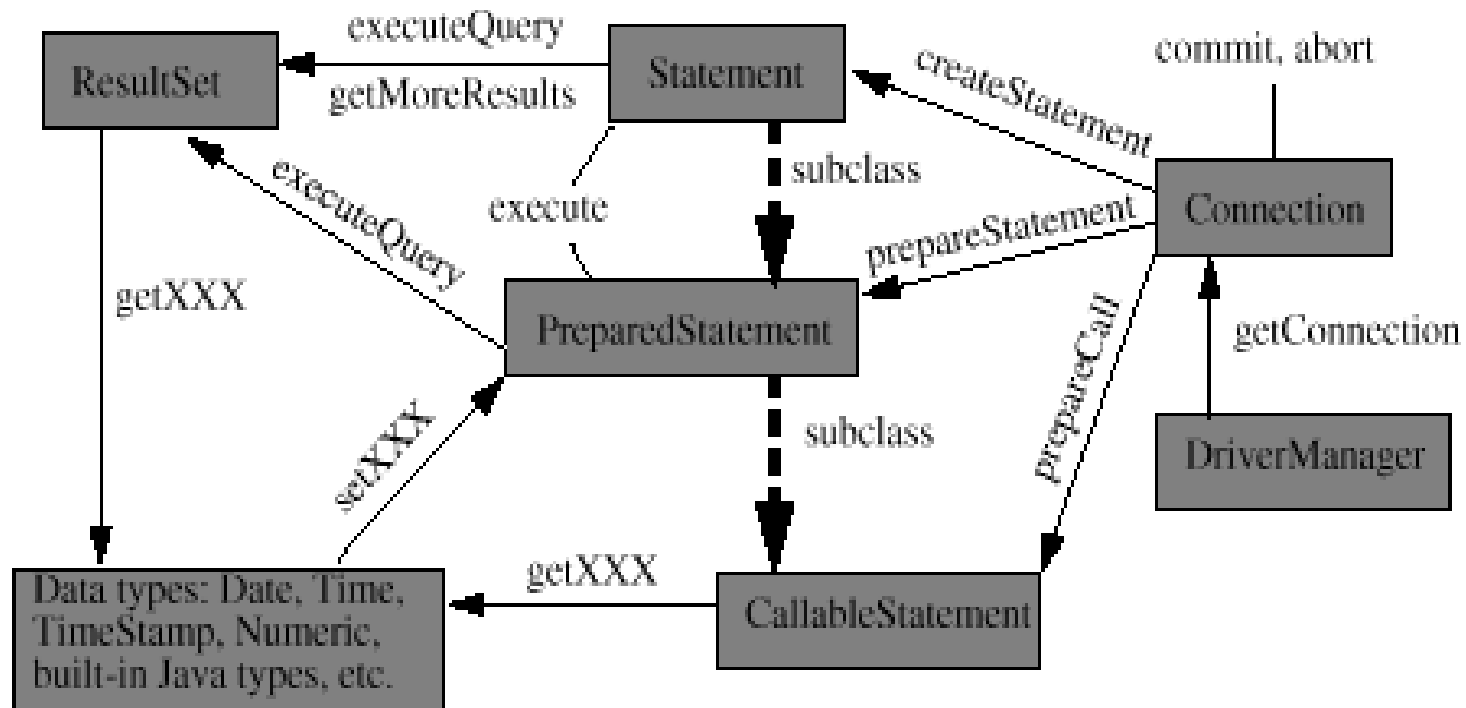 executeQuery
ResultSet
getMoreResults
Statement
createStatement
commit, abort
subclass
executeQuery
execute
prepareStatement
Connection
getXXX
PreparedStatement
prepareCall
getConnection
setXXX
subclass
DriverManager
Data types: Date, Time,
TimeStamp, Numeric,
built-in Java types, etc.
getXXX
CallableStatement